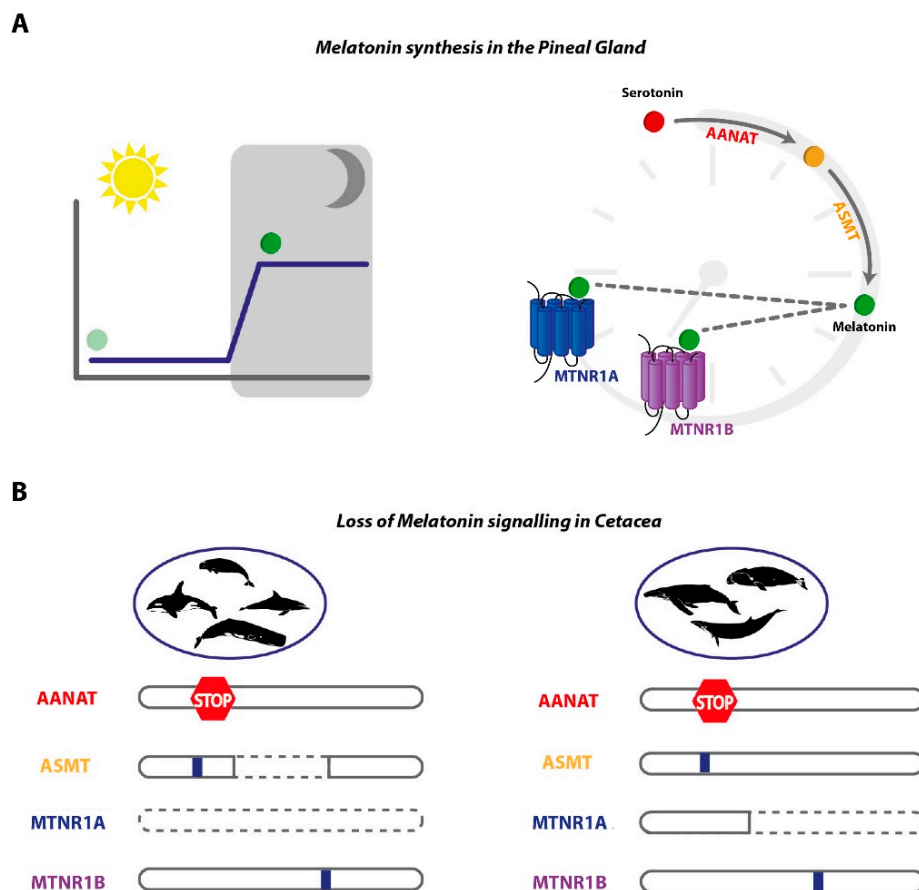 A
Melatonin synthesis in the Pineal Gland
Serotonin
AANAT
ASMT
Melatonin
MTNR1A
MTNR1B
B
Loss of Melatonin signalling in Cetacea
AANAT STOP
ASMT
MTNR1A
MTNR1B
AANAT STOP
ASMT
MTNR1A
MTNR1B